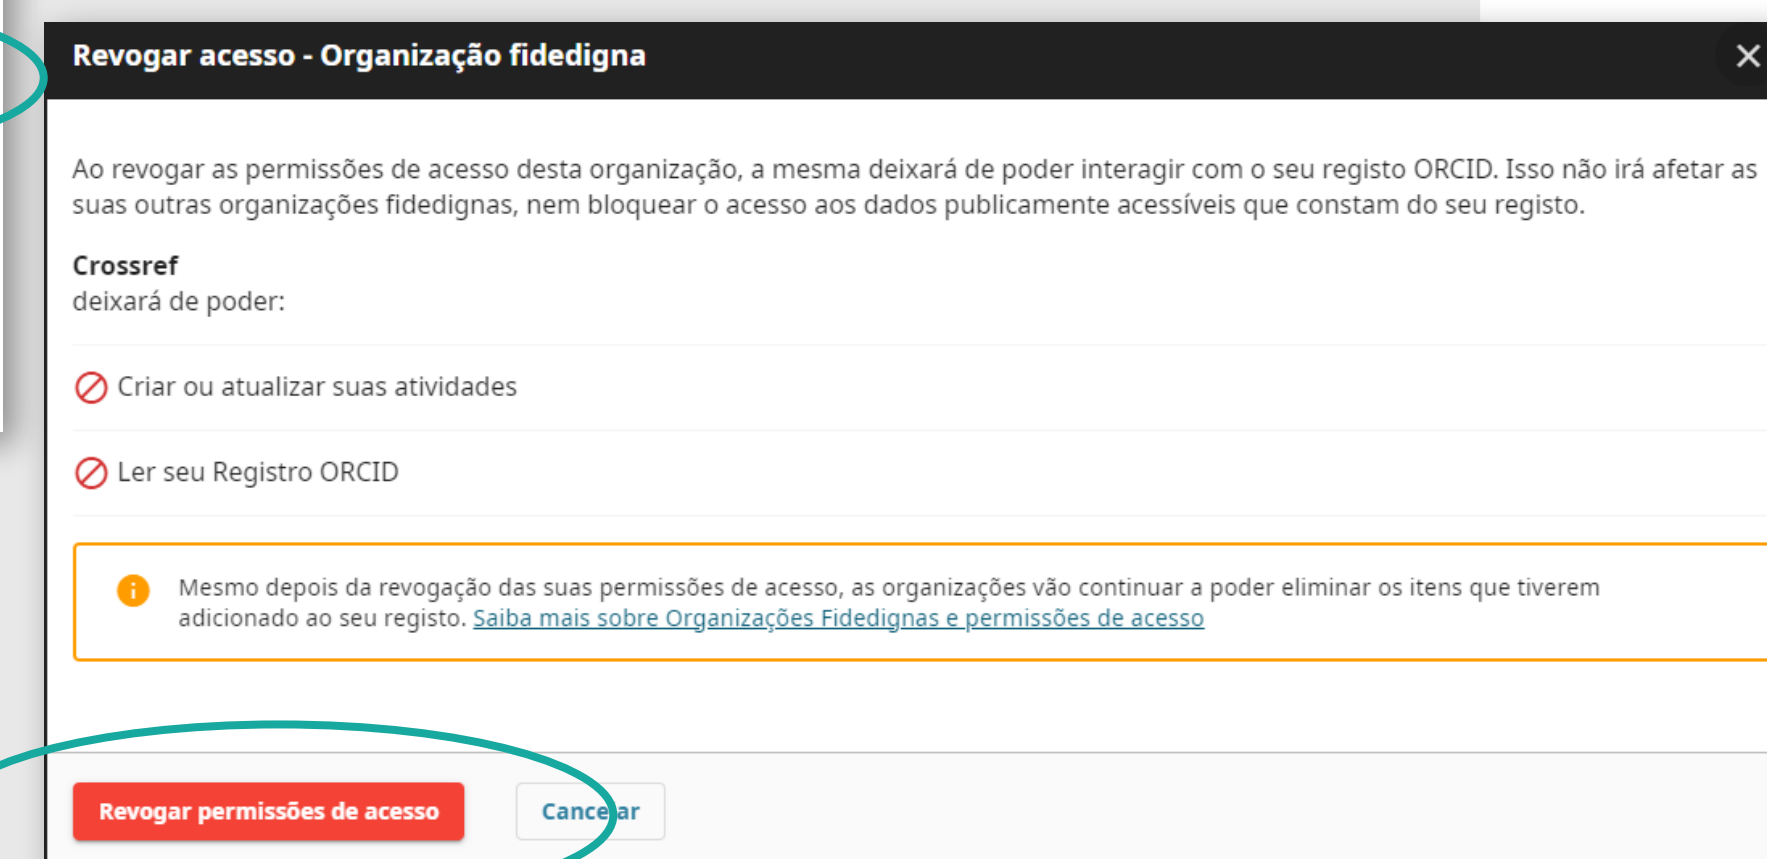 Revogar acesso - Organização fidedigna
Ao revogar as permissões de acesso desta organização, a mesma deixará de poder interagir com o seu registo ORCID. Isso não irá afetar as
suas outras organizações fidedignas, nem bloquear o acesso aos dados publicamente acessíveis que constam do seu registo.
Crossref
deixará de poder:
Criar ou atualizar suas atividades
Ler seu Registro ORCID
Mesmo depois da revogação das suas permissões de acesso, as organizações vão continuar a poder eliminar os itens que tiverem
adicionado ao seu registo. Saiba mais sobre Organizações Fidedignas e permissões de acesso
Revogar permissões de acesso
Cancelar